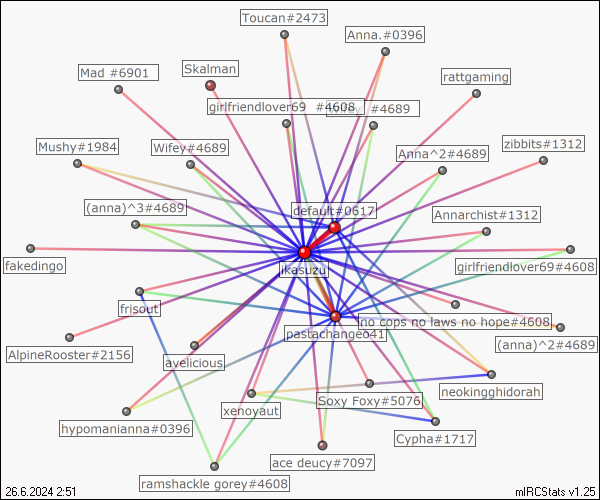 Toucan#2473
Anna.#0396
Mad #6901
Skalman
rattgaming
girlfriendlover69 #4608
#4689
Mushy#1984
Wifey#4689
Anna^2#4689
zibbits#1312
(anna)^3#4689
default#0617
Annarchist#1312
fakedingo
ikasuzu
girlfriendlover69#4608
frisout
no cops no laws no hope#4608
pastachange641
(anna)^2#4689
AlpineRooster#2156
avelicious
neokingghidorah
Soxy Foxy#5076
xenoyaut
hypomanianna#0396
Cypha#1717
ace deucy#7097
ramshackle gorey#4608
26.6.2024 2:51
mIRCStats v1.25